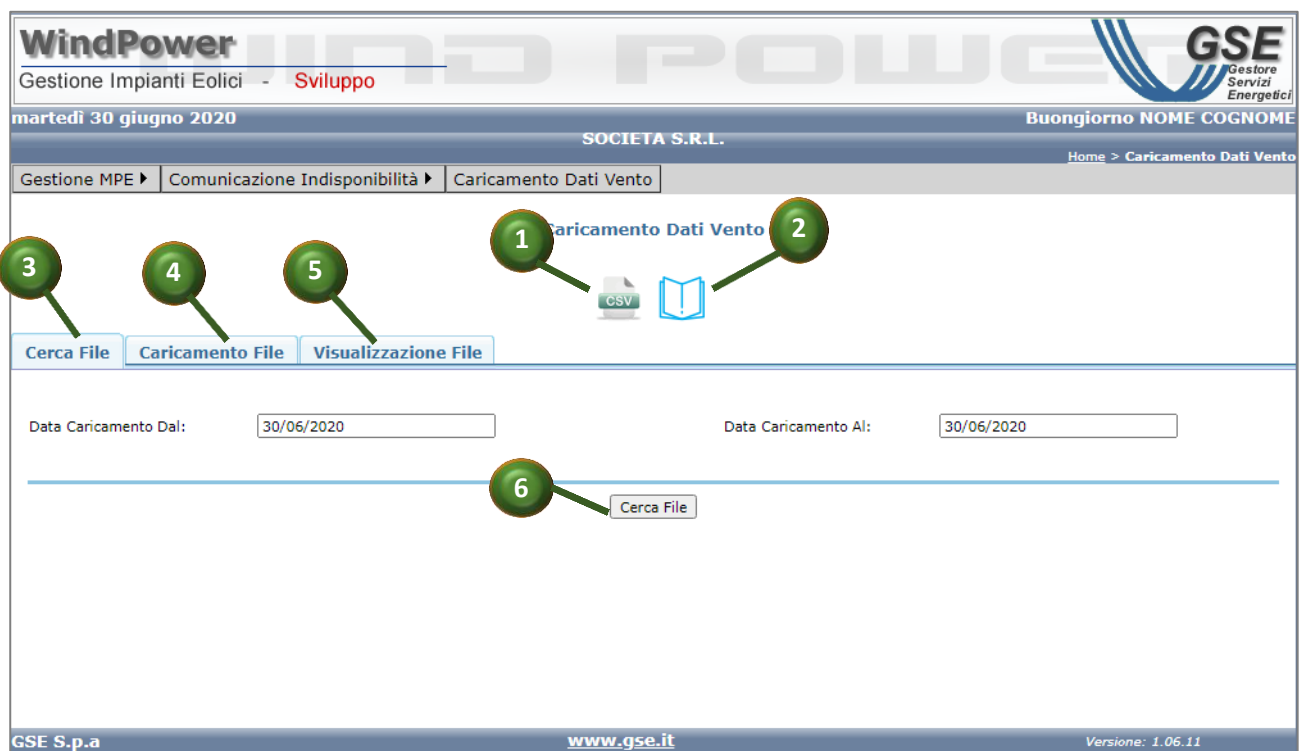 WindPower
WIND POWER
Gestione Impianti Eolici - Sviluppo
GSE
Gestore
Servizi
Energetici
martedì 30 giugno 2020
Buongiorno NOME COGNOME
SOCIETA S.R.L.
Home > Caricamento Dati Vento
Gestione MPE Comunicazione Indisponibilità Caricamento Dati Vento
Caricamento Dati Vento
1
2
3
4
5
CSV
Cerca File Caricamento File Visualizzazione File
Data Caricamento Dal: 30/06/2020 Data Caricamento Al: 30/06/2020
6
Cerca File
GSE S.p.a www.gse.it Versione: 1.06.11